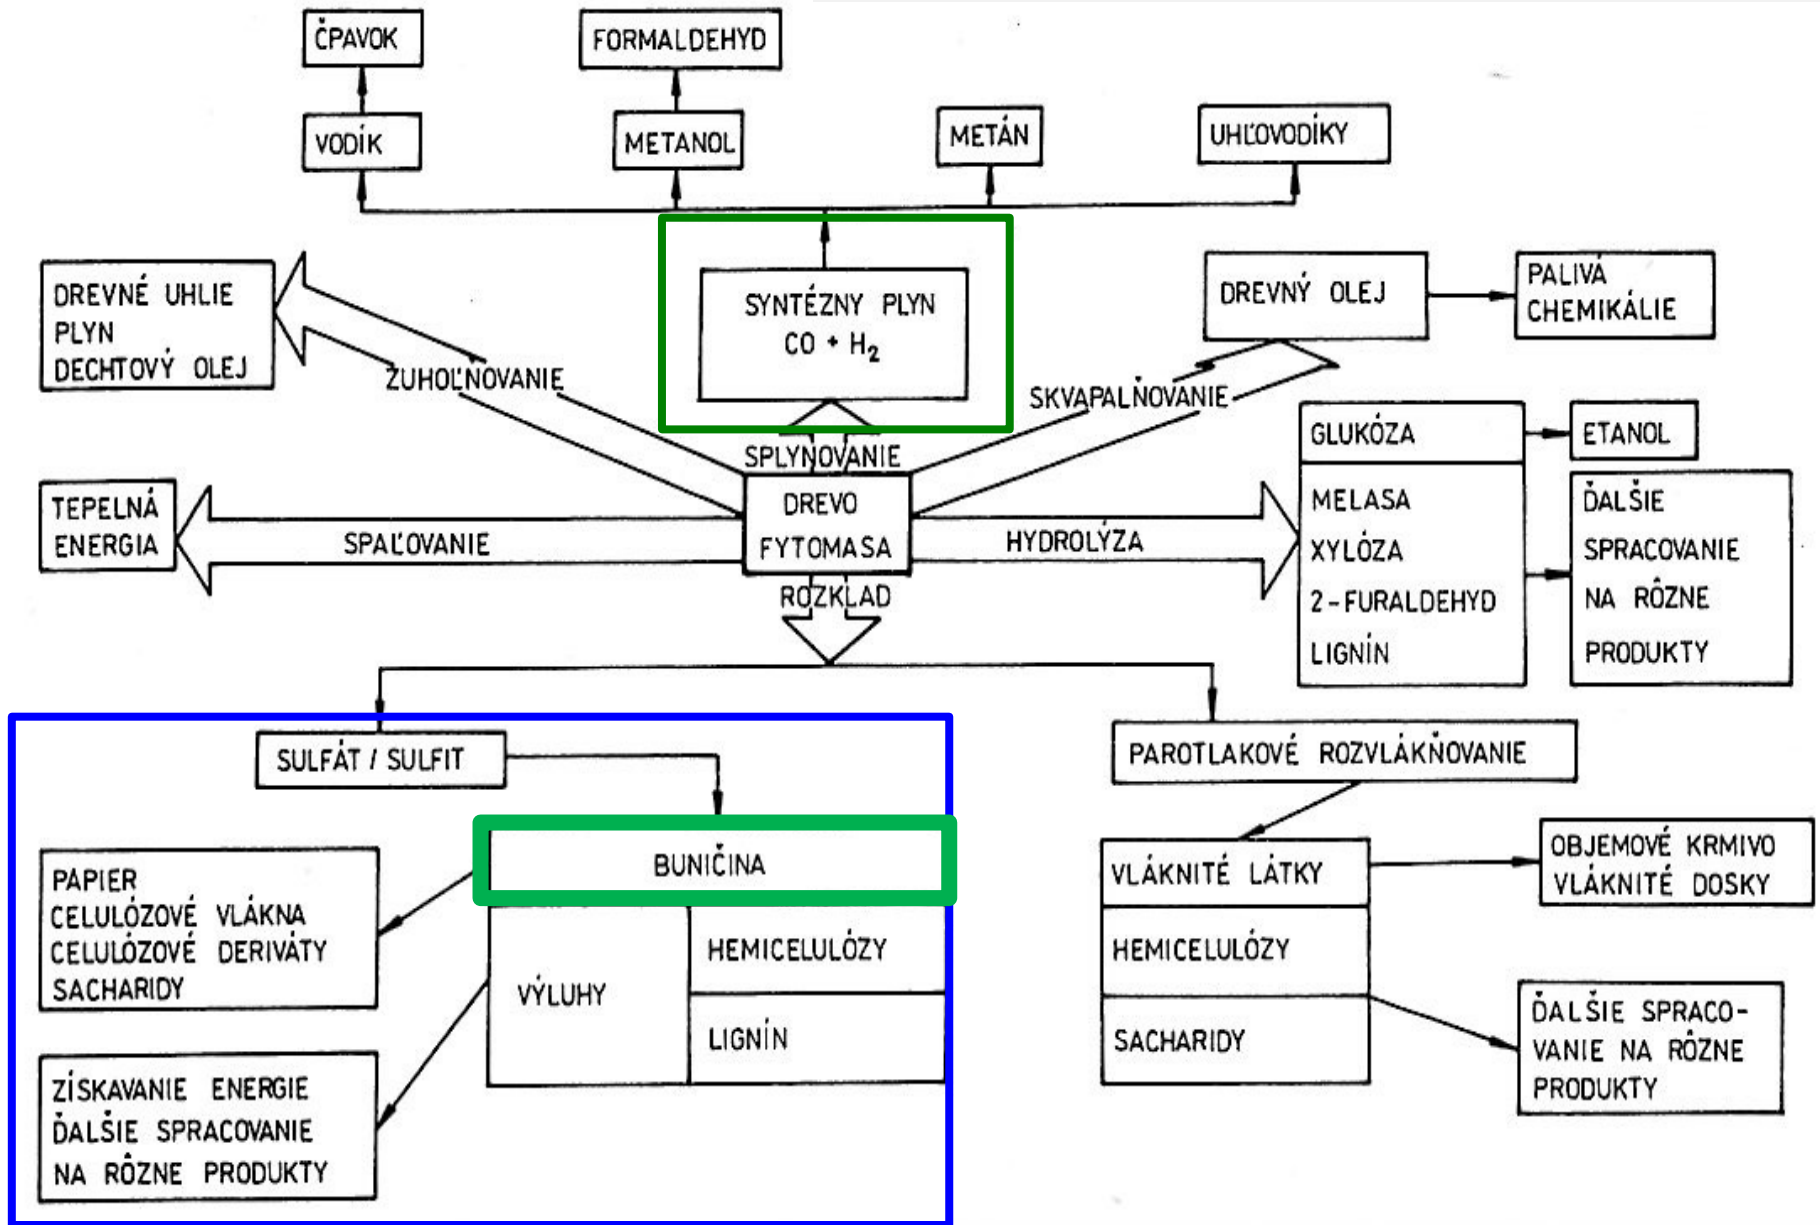 ČPAVOK
FORMALDEHYD
VODÍK
METANOL
METÁN
UHĽOVODÍKY
DREVNÉ UHLIE
PLYN
DECHTOVÝ OLEJ
SYNTÉZNY PLYN
CO + H₂
DREVNÝ OLEJ
PALIVÁ
CHEMIKÁLIE
ZUHOĽNOVANIE
SKVAPALŇOVANIE
SPLYŇOVANIE
GLUKÓZA
ETANOL
TEPELNÁ
ENERGIA
SPAĽOVANIE
DREVO
FYTOMASA
HYDROLÝZA
MELASA
XYLÓZA
2-FURALDEHYD
LIGNÍN
ĎALŠIE
SPRACOVANIE
NA RÔZNE
PRODUKTY
ROZKLAD
SULFÁT / SULFIT
PAROTLAKOVÉ ROZVLÁKŇOVANIE
BUNIČINA
PAPIER
CELULÓZOVÉ VLÁKNA
CELULÓZOVÉ DERIVÁTY
SACHARIDY
VÝLUHY
HEMICELULÓZY
LIGNÍN
ZÍSKAVANIE ENERGIE
ĎALŠIE SPRACOVANIE
NA RÔZNE PRODUKTY
VLÁKNITÉ LÁTKY
HEMICELULÓZY
SACHARIDY
OBJEMOVÉ KRMIVO
VLÁKNITÉ DOSKY
ĎALŠIE SPRACO-
VANIE NA RÔZNE
PRODUKTY